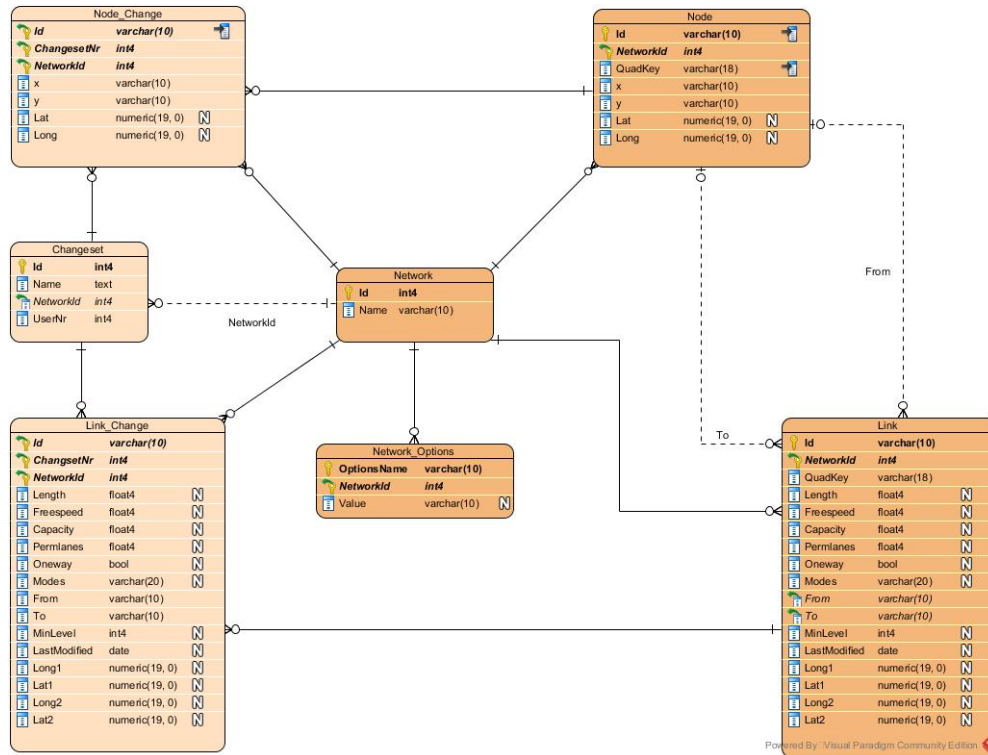 Node_Change
Id varchar(10)
ChangesetNr int4
NetworkId int4
x varchar(10)
y varchar(10)
Lat numeric(19, 0) N
Long numeric(19, 0) N
Node
Id varchar(10)
NetworkId int4
QuadKey varchar(18)
x varchar(10)
y varchar(10)
Lat numeric(19, 0) N
Long numeric(19, 0) N
Changeset
Id int4
Name text
NetworkId int4
UserNr int4
NetworkId
Network
Id int4
Name varchar(10)
From
To
Link_Change
Id varchar(10)
ChangsetNr int4
NetworkId int4
Length float4 N
Freespeed float4 N
Capacity float4 N
Permlanes float4 N
Oneway bool N
Modes varchar(20) N
From varchar(10)
To varchar(10)
MinLevel int4 N
LastModified date N
Long1 numeric(19, 0) N
Lat1 numeric(19, 0) N
Long2 numeric(19, 0) N
Lat2 numeric(19, 0) N
Network_Options
OptionsName varchar(10)
NetworkId int4
Value varchar(10) N
Link
Id varchar(10)
NetworkId int4
QuadKey varchar(18)
Length float4 N
Freespeed float4 N
Capacity float4 N
Permlanes float4 N
Oneway bool N
Modes varchar(20) N
From varchar(10)
To varchar(10)
MinLevel int4 N
LastModified date N
Long1 numeric(19, 0) N
Lat1 numeric(19, 0) N
Long2 numeric(19, 0) N
Lat2 numeric(19, 0) N
Powered By Visual Paradigm Community Edition